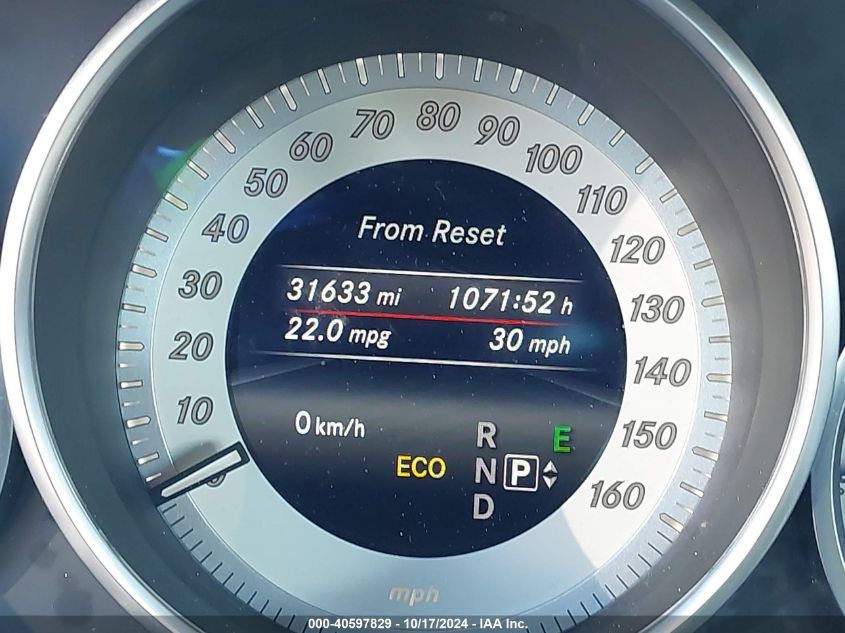 80
70
90
60
100
50
110
40
From Reset
120
30
31633 mi 1071:52 h
130
20
22.0 mpg 30 mph
140
10
0 km/h
R
E
150
ECO
N
P
160
0
D
mph
000-40597829 - 10/17/2024 - IAA Inc.